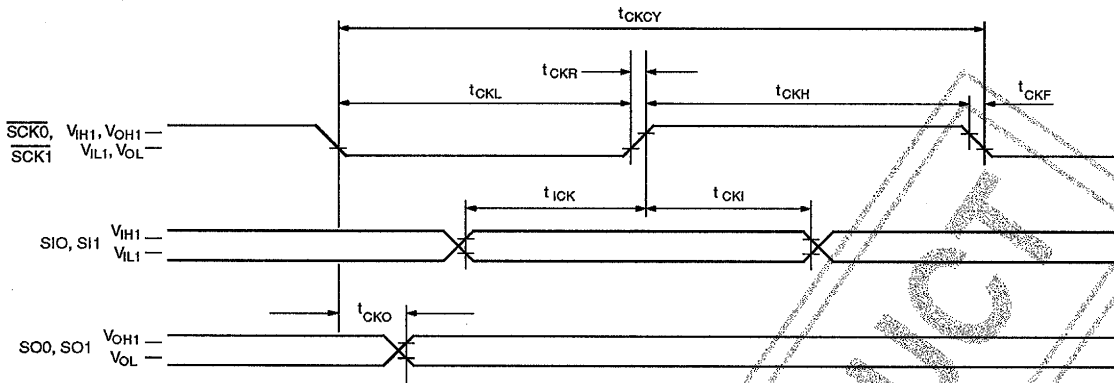 tCKCY
tCKR
tCKL
tCKH
tCKF
SCK0, VIH1, VOH1
SCK1 VIL1, VOL
tICK
tCKI
SI0, SI1 VIH1
VIL1
tCKO
SO0, SO1 VOH1
VOL